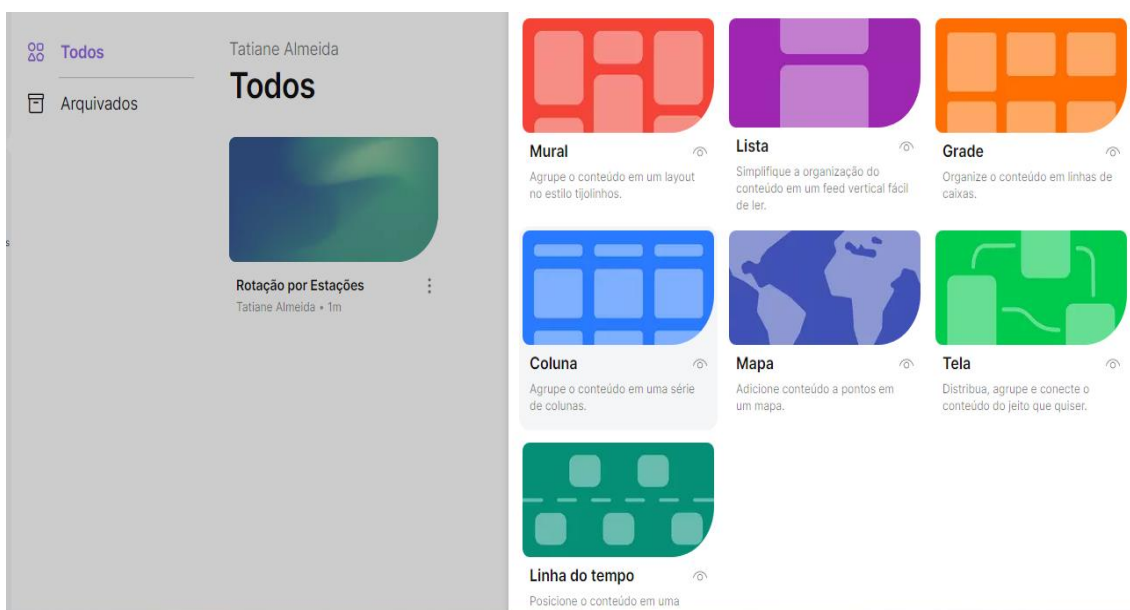 Todos
Arquivados
Tatiane Almeida
Todos
Rotação por Estações
Tatiane Almeida • 1m
Mural
Agrupe o conteúdo em um layout
no estilo tijolinhos.
Lista
Simplifique a organização do
conteúdo em um feed vertical fácil
de ler.
Grade
Organize o conteúdo em linhas de
caixas.
Coluna
Agrupe o conteúdo em uma série
de colunas.
Mapa
Adicione conteúdo a pontos em
um mapa.
Tela
Distribua, agrupe e conecte o
conteúdo do jeito que quiser.
Linha do tempo
Posicione o conteúdo em uma